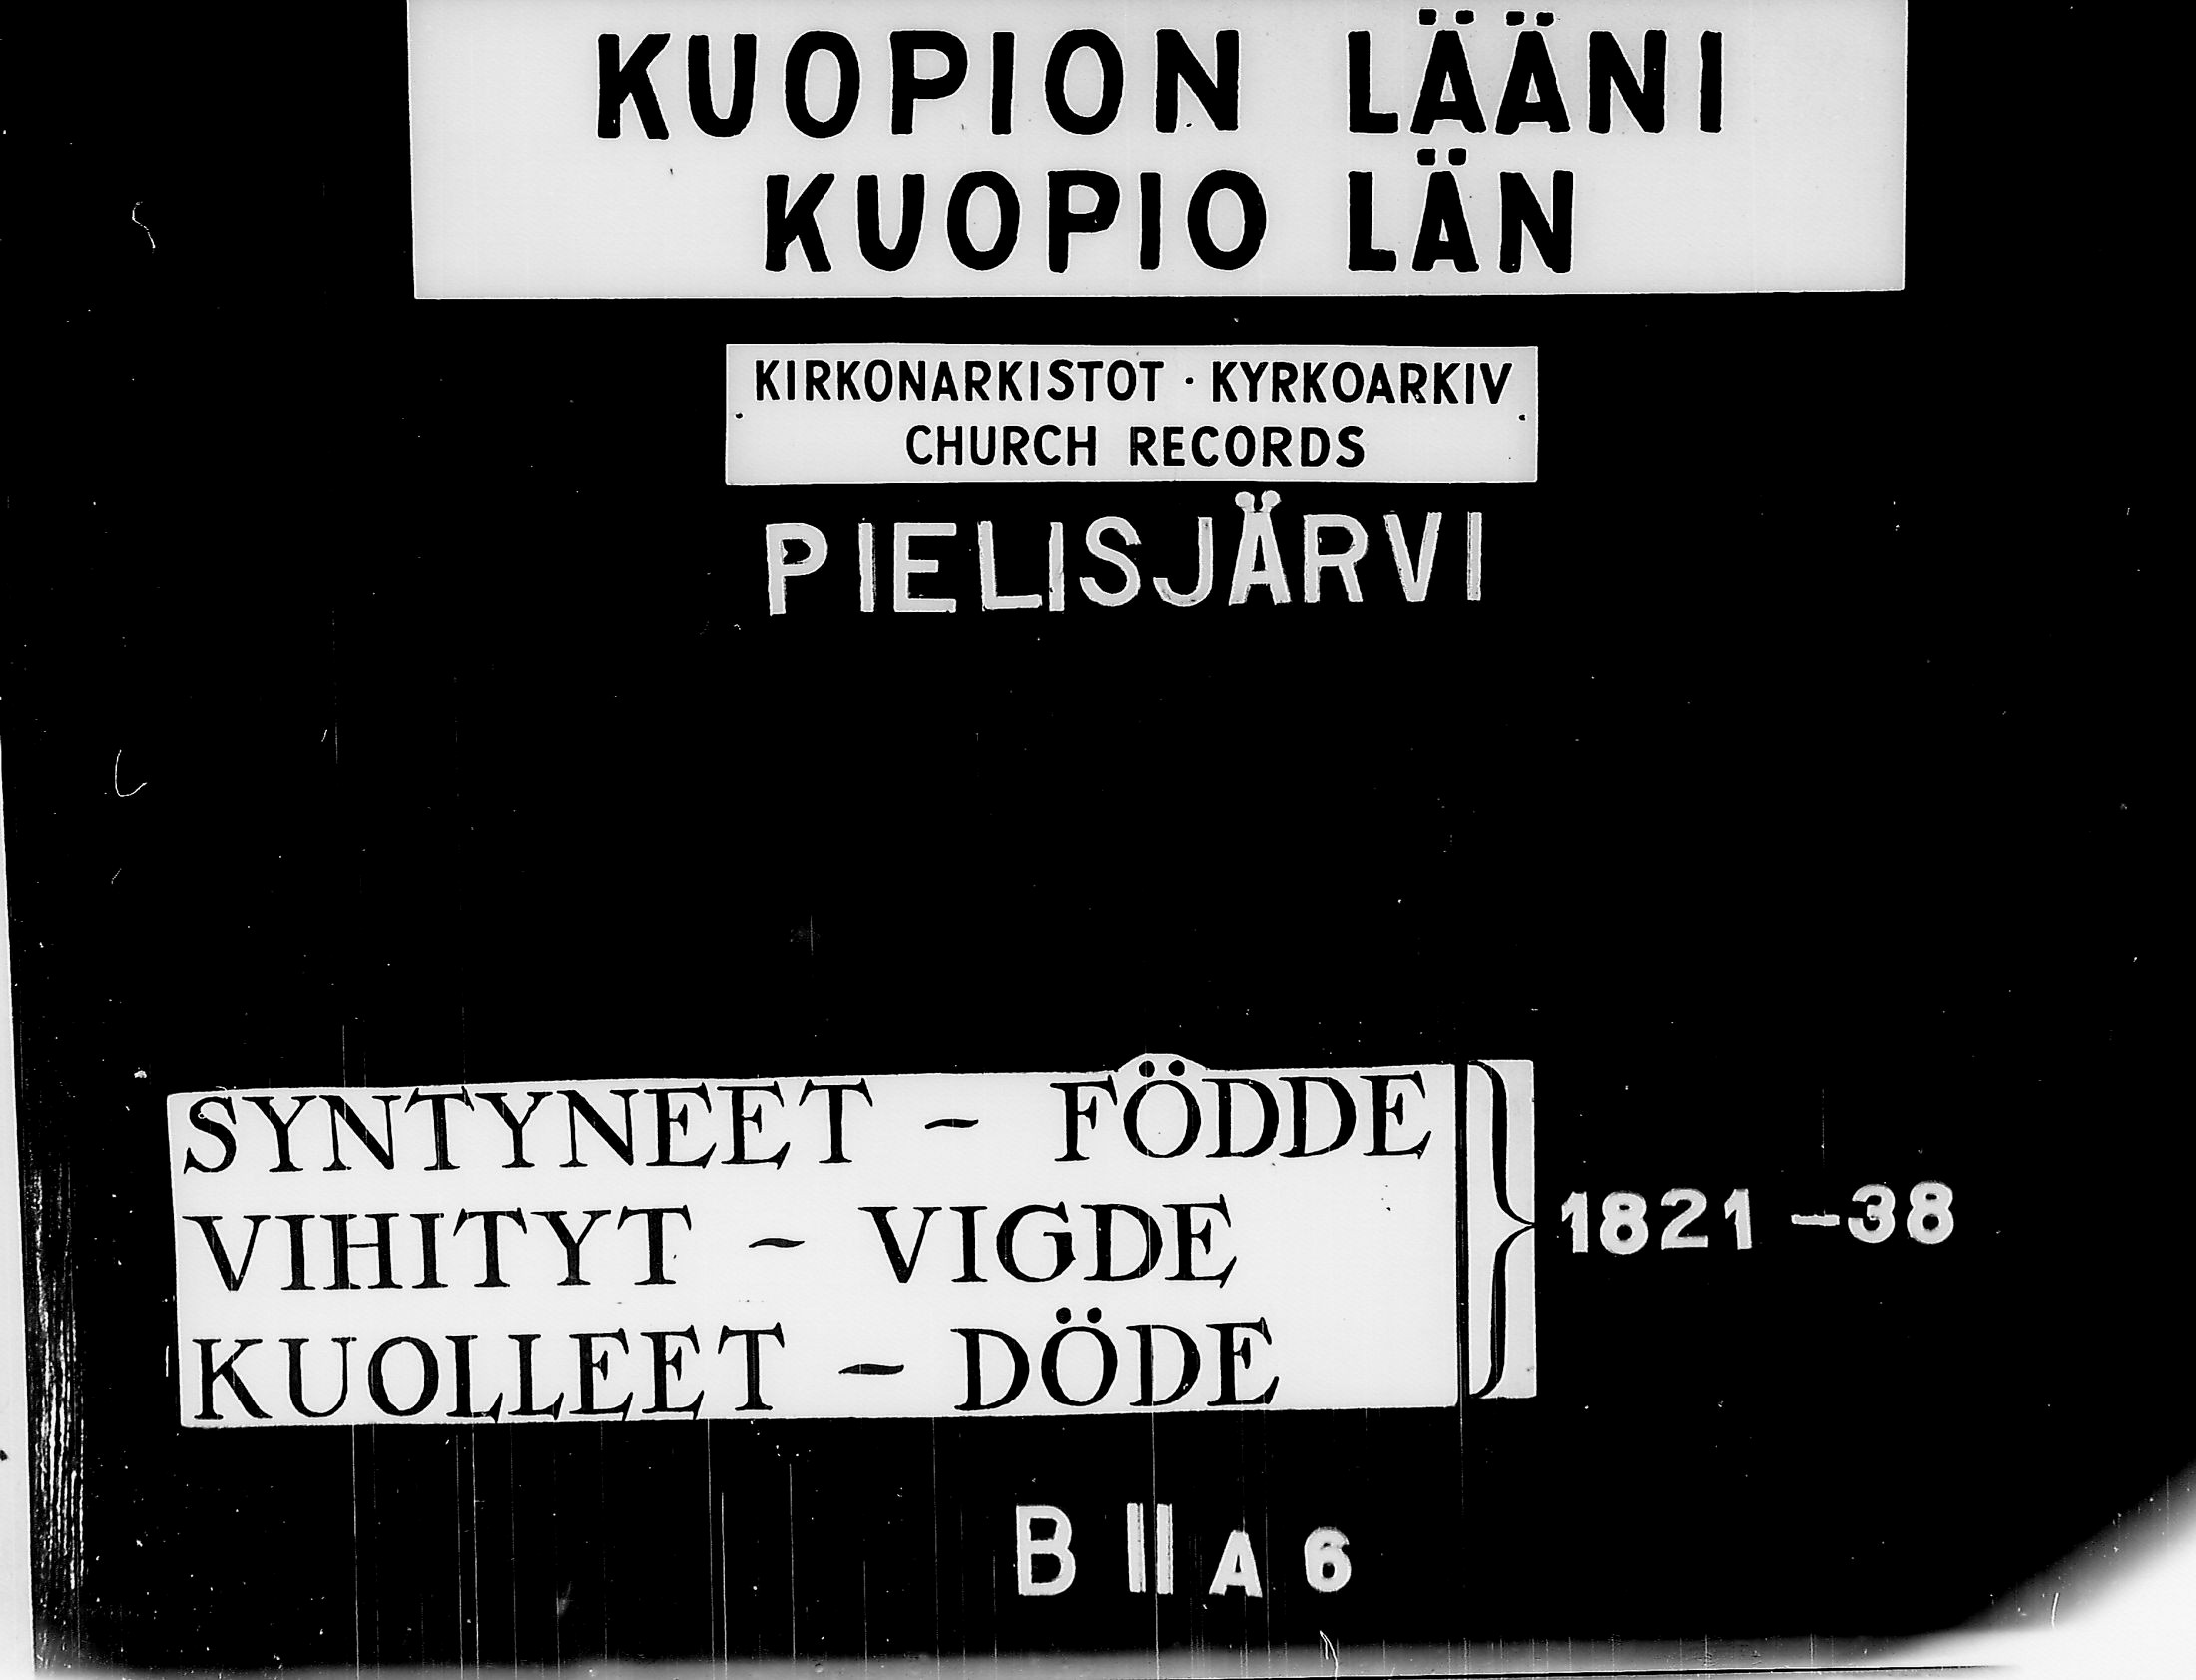 KUOPION LÄÄNI
KUOPIO LÄN
KIRKONARKISTOT · KYRKOARKIV
CHURCH RECORDS
PIELISJÄRVI
SYNTYNEET - FÖDDE
VIHITYT - VIGDE
KUOLLEET - DÖDE
} 1821-38
B II A 6